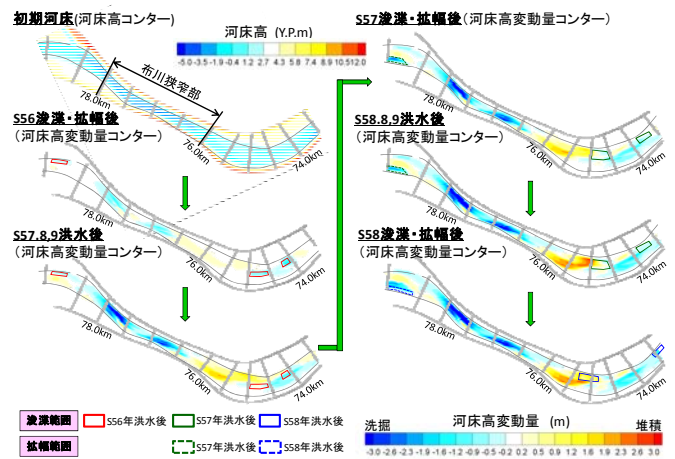 初期河床(河床高コンター)
河床高 (Y.P.m)
-5.0 -3.5 -1.9 -0.4 1.2 2.7 4.3 5.8 7.4 8.9 10.5 12.0
布川狭窄部
78.0km
76.0km
74.0km
S56浚渫・拡幅後
(河床高変動量コンター)
78.0km
76.0km
74.0km
S57.8,9洪水後
(河床高変動量コンター)
78.0km
76.0km
74.0km
S57浚渫・拡幅後(河床高変動量コンター)
78.0km
76.0km
74.0km
S58.8,9洪水後
(河床高変動量コンター)
78.0km
76.0km
74.0km
S58浚渫・拡幅後
(河床高変動量コンター)
78.0km
76.0km
74.0km
浚渫範囲 S56年洪水後 S57年洪水後 S58年洪水後
拡幅範囲 S57年洪水後 S58年洪水後
洗掘 河床高変動量 (m) 堆積
-3.0 -2.6 -2.3 -1.9 -1.6 -1.2 -0.9 -0.5 -0.2 0.2 0.5 0.9 1.2 1.6 1.9 2.3 2.6 3.0